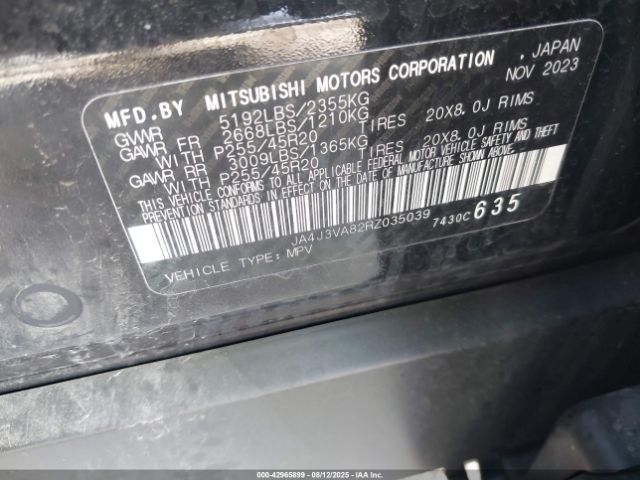 MFD.BY MITSUBISHI MOTORS CORPORATION , JAPAN
NOV 2023
GVWR 5192LBS/2355KG
GAWR FR 2668LBS/1210KG
WITH P255/45R20 TIRES 20X8.0J RIMS
GAWR RR 3009LBS/1365KG
WITH P255/45R20 TIRES 20X8.0J RIMS
THIS VEHICLE CONFORMS TO ALL APPLICABLE FEDERAL MOTOR VEHICLE SAFETY AND THEFT
PREVENTION STANDARDS IN EFFECT ON THE DATE OF MANUFACTURE SHOWN ABOVE.
JA4J3VA82RZ035039 7430C 635
VEHICLE TYPE: MPV
000-42965899 - 08/12/2025 - IAAI CORPORATE